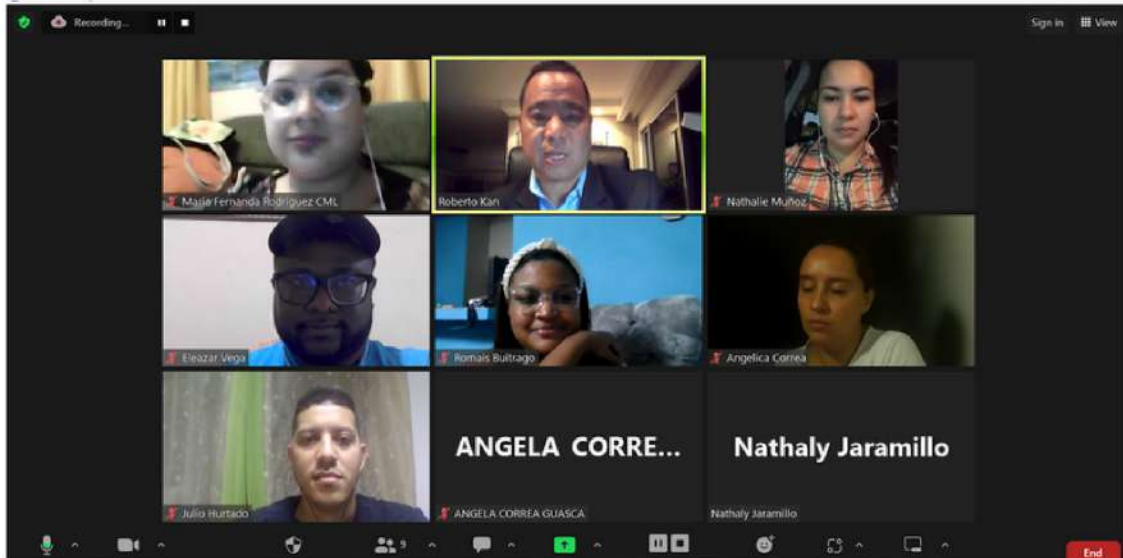 Recording...
Sign in
View
Maria Fernanda Rodriguez CML
Roberto Kan
Nathalie Muñoz
Eleazar Vega
Romais Buitrago
Angelica Correa
Julio Hurtado
ANGELA CORRE...
ANGELA CORREA GUASCA
Nathaly Jaramillo
Nathaly Jaramillo
9
End